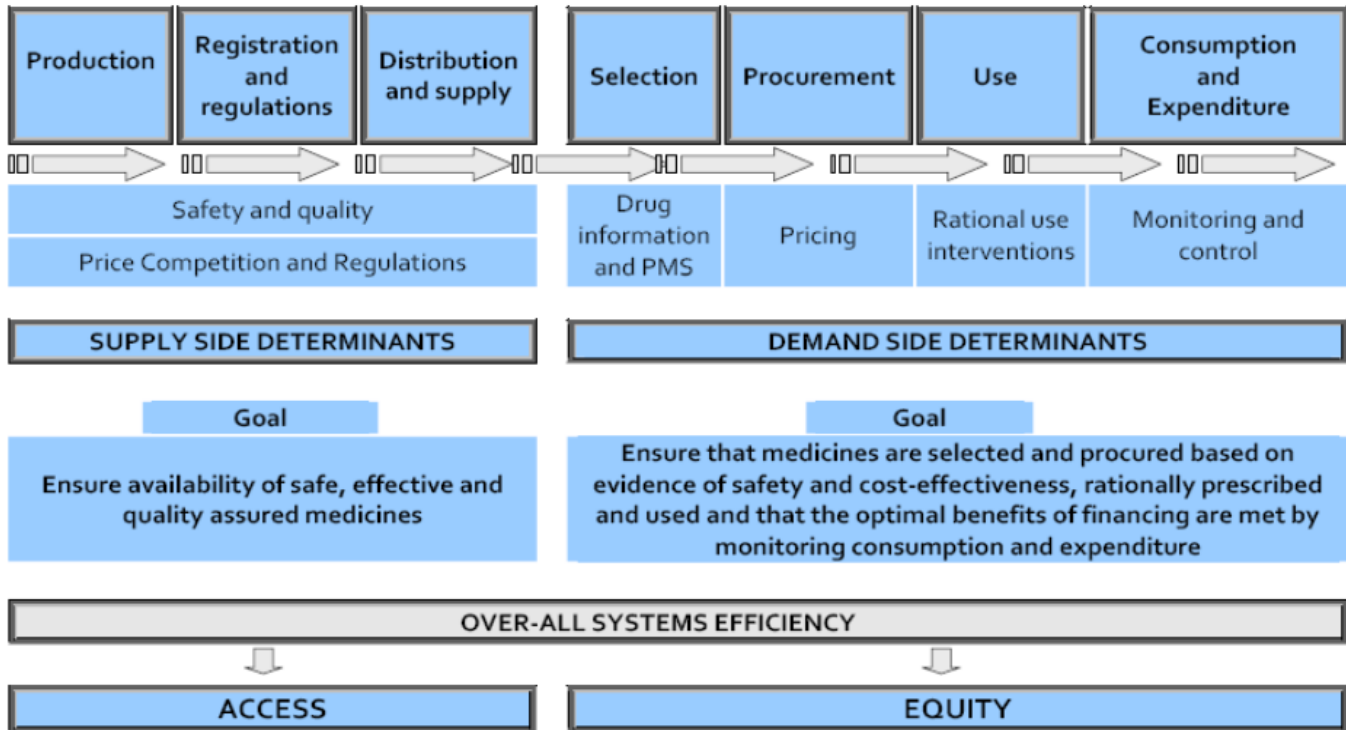 Production
Registration
and
regulations
Distribution
and supply
Selection
Procurement
Use
Consumption
and
Expenditure
Safety and quality
Price Competition and Regulations
Drug
information
and PMS
Pricing
Rational use
interventions
Monitoring and
control
SUPPLY SIDE DETERMINANTS
DEMAND SIDE DETERMINANTS
Goal
Ensure availability of safe, effective and
quality assured medicines
Goal
Ensure that medicines are selected and procured based on
evidence of safety and cost-effectiveness, rationally prescribed
and used and that the optimal benefits of financing are met by
monitoring consumption and expenditure
OVER-ALL SYSTEMS EFFICIENCY
ACCESS
EQUITY